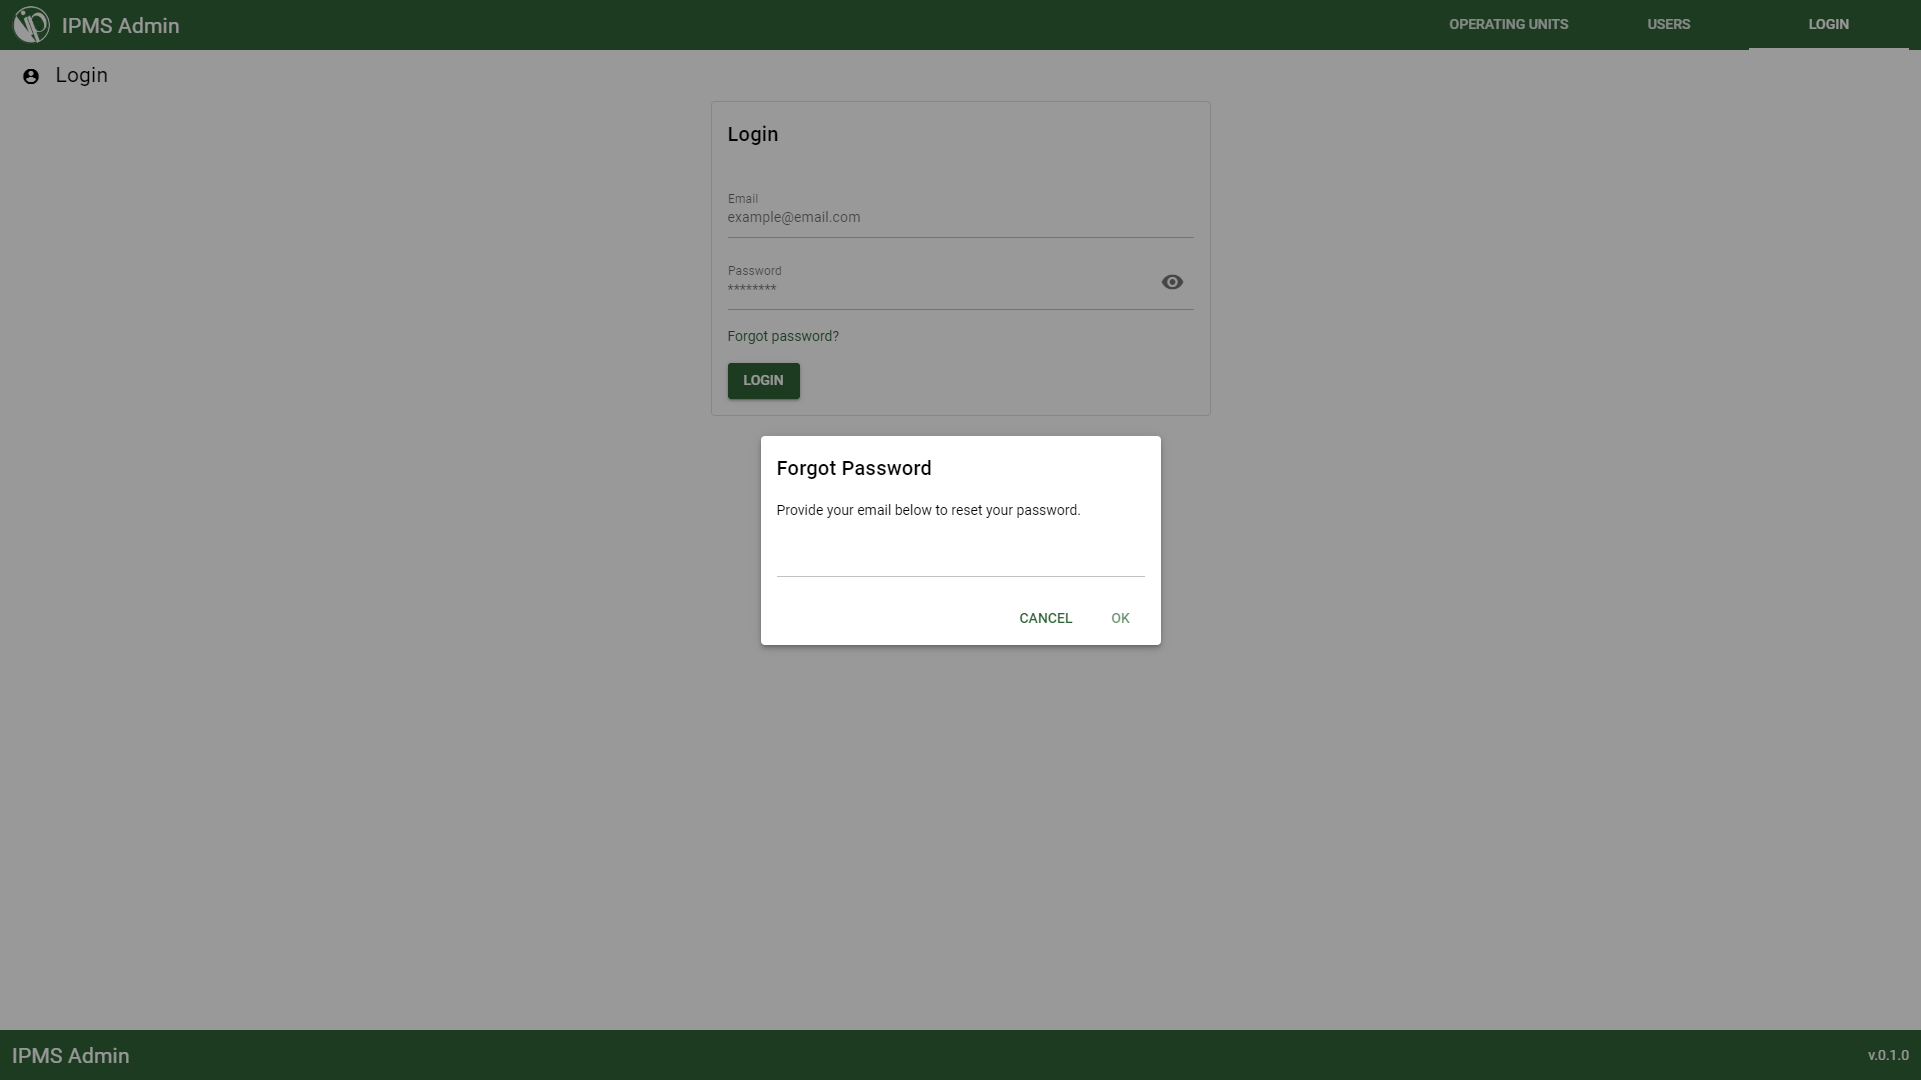 IPMS Admin
OPERATING UNITS
USERS
LOGIN
Login
Login
Email
example@email.com
Password
********
Forgot password?
LOGIN
Forgot Password
Provide your email below to reset your password.
CANCEL
OK
IPMS Admin
v.0.1.0